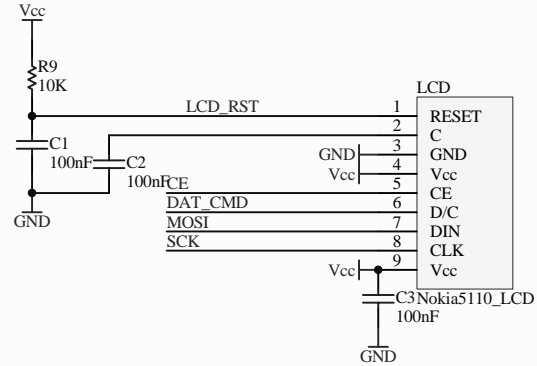 Vcc
R9
10K
LCD
LCD_RST
1
RESET
2
C
C1
100nF
C2
100nF
GND
3
GND
Vcc
4
Vcc
CE
5
CE
DAT_CMD
6
D/C
MOSI
7
DIN
SCK
8
CLK
GND
Vcc
9
Vcc
C3
100nF
Nokia5110_LCD
GND